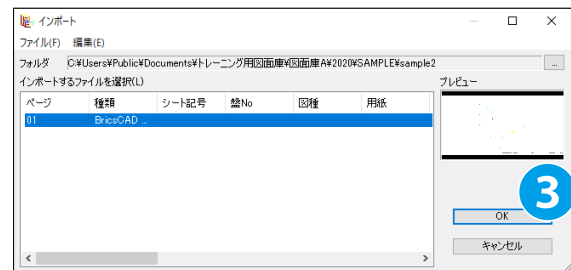 インポート
ファイル(F) 編集(E)
フォルダ C:¥Users¥Public¥Documents¥トレーニング用図面庫¥図面庫A¥2020¥SAMPLE¥sample2 ...
インポートするファイルを選択(L) プレビュー
ページ 種類 シート記号 盤No 図種 用紙
01 BricsCAD ...
3
OK
キャンセル